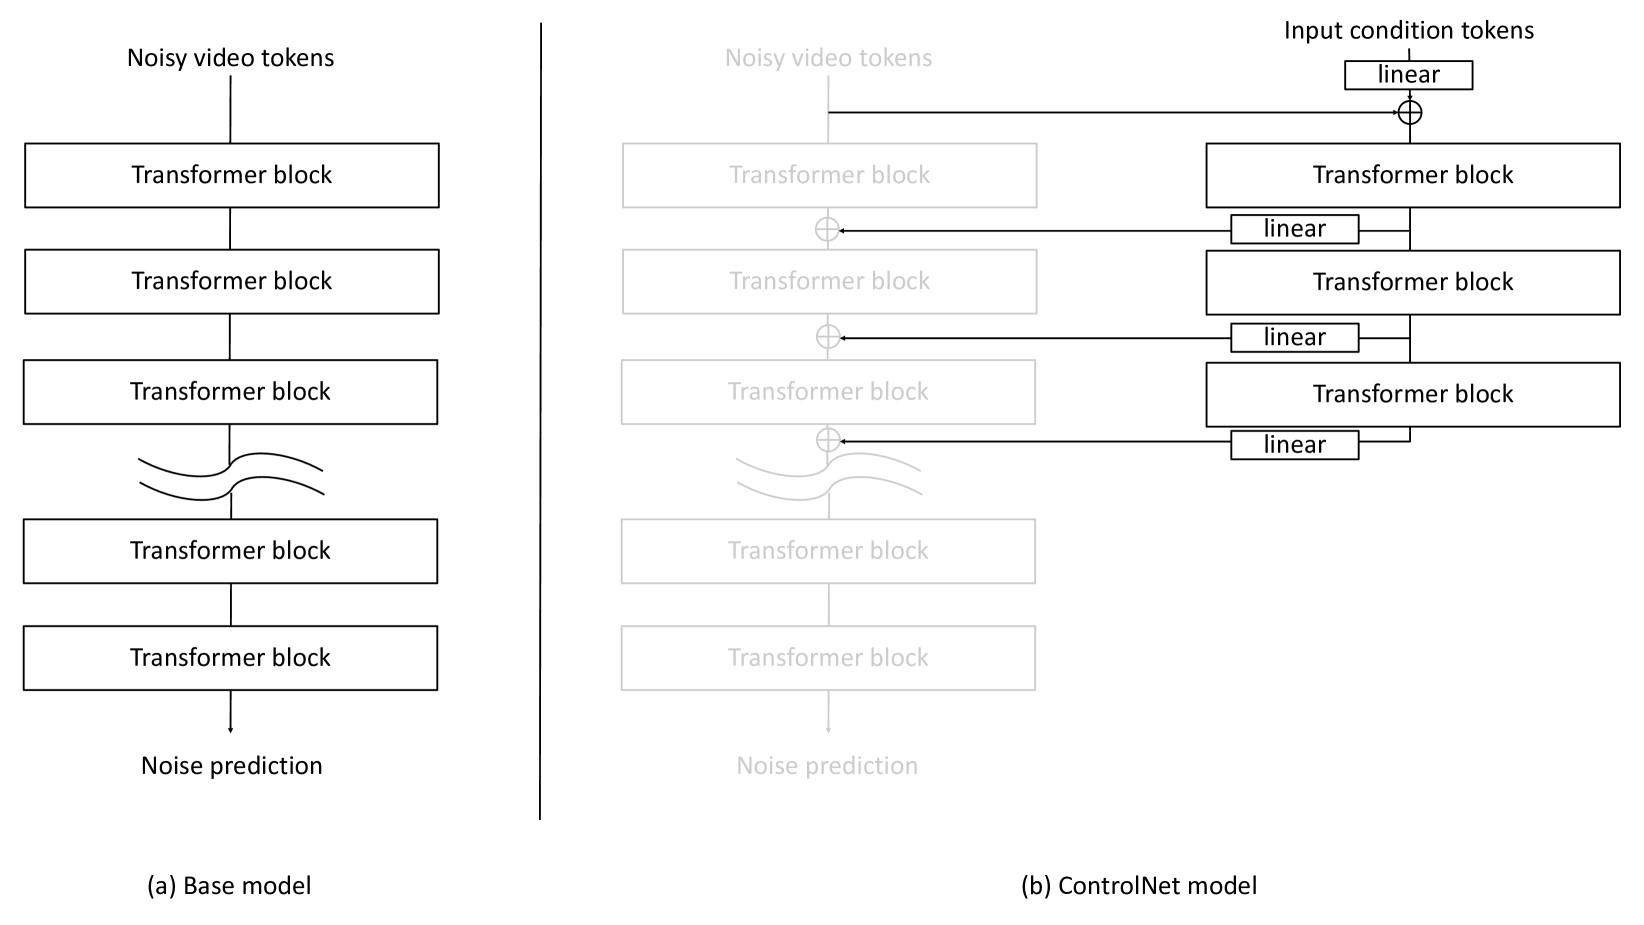 Noisy video tokens
Transformer block
Transformer block
Transformer block
Transformer block
Transformer block
Noise prediction
(a) Base model
Noisy video tokens
Transformer block
Transformer block
Transformer block
Transformer block
Transformer block
Noise prediction
Input condition tokens
linear
Transformer block
linear
Transformer block
linear
Transformer block
linear
(b) ControlNet model